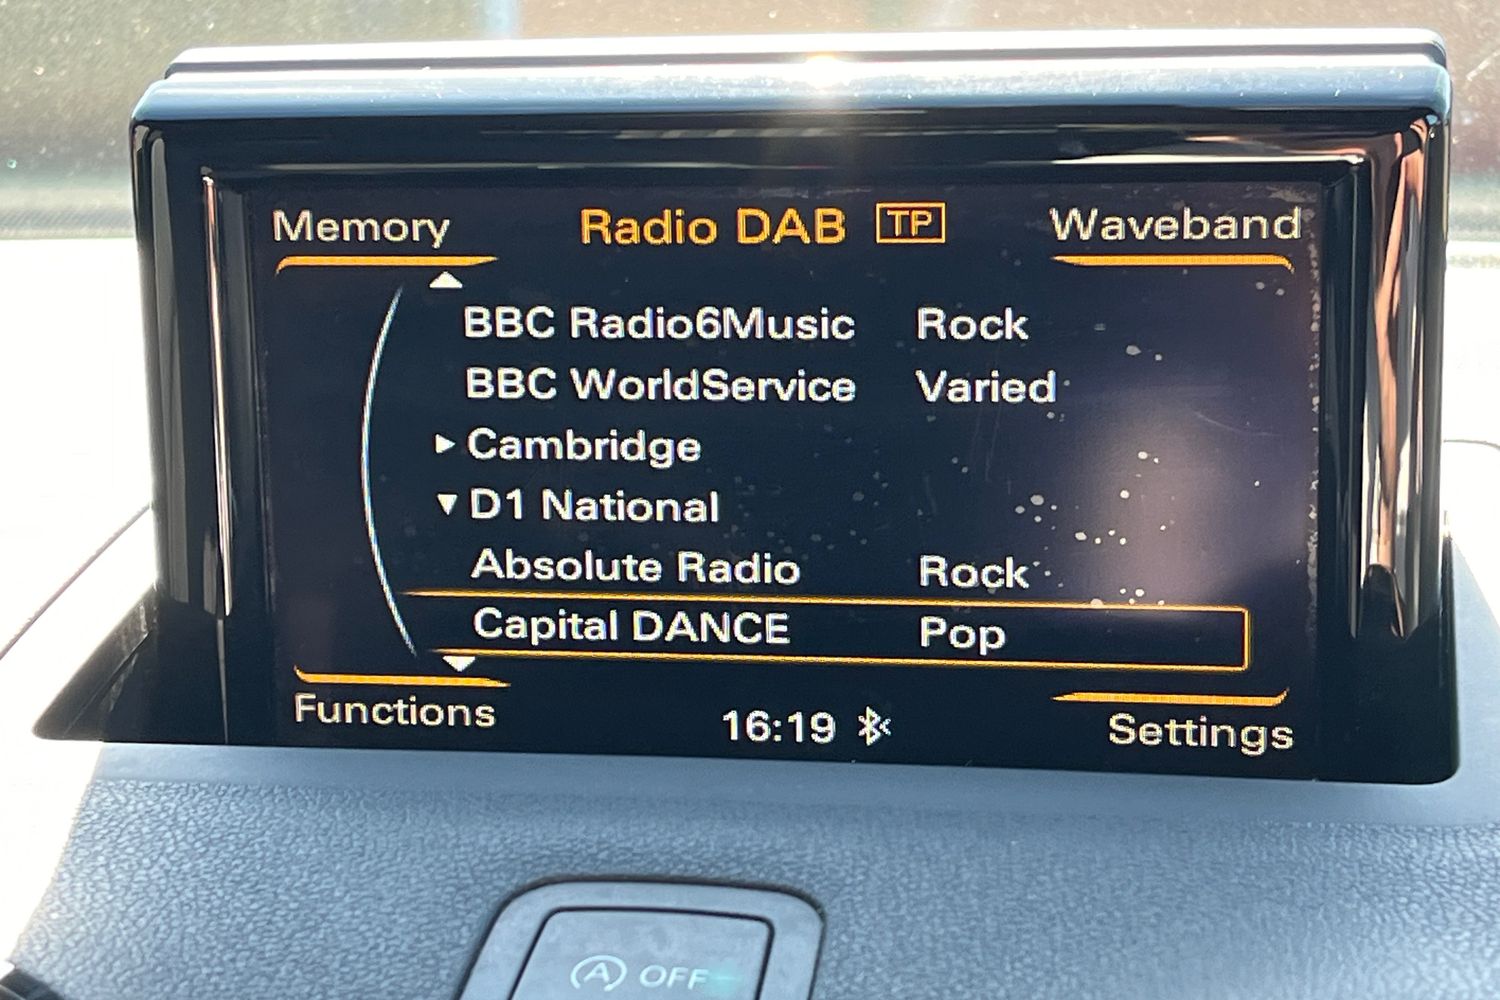 Memory Radio DAB TP Waveband
BBC Radio6Music Rock
BBC WorldService Varied
Cambridge
D1 National
Absolute Radio Rock
Capital DANCE Pop
Functions 16:19 Settings
A OFF